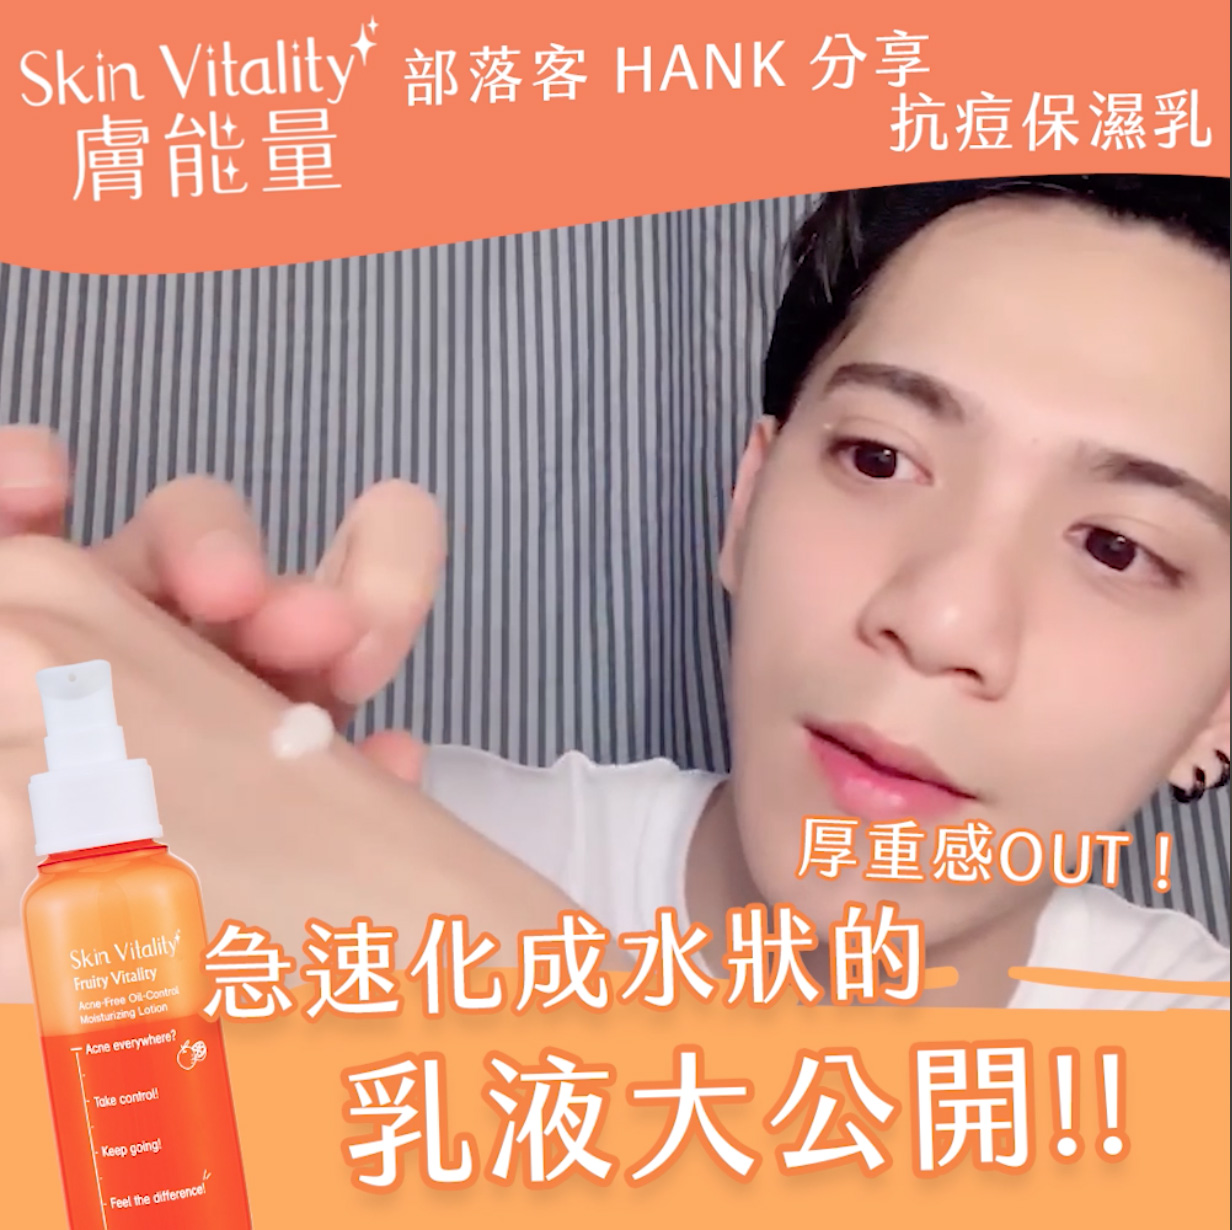 Skin Vitality
膚能量
部落客 HANK 分享
抗痘保濕乳
厚重感OUT！
急速化成水狀的
乳液大公開!!
Skin Vitality
Fruity Vitality
Acne-Free Oil-Control
Moisturizing Lotion
Acne everywhere?
Take control!
Keep going!
Feel the difference!